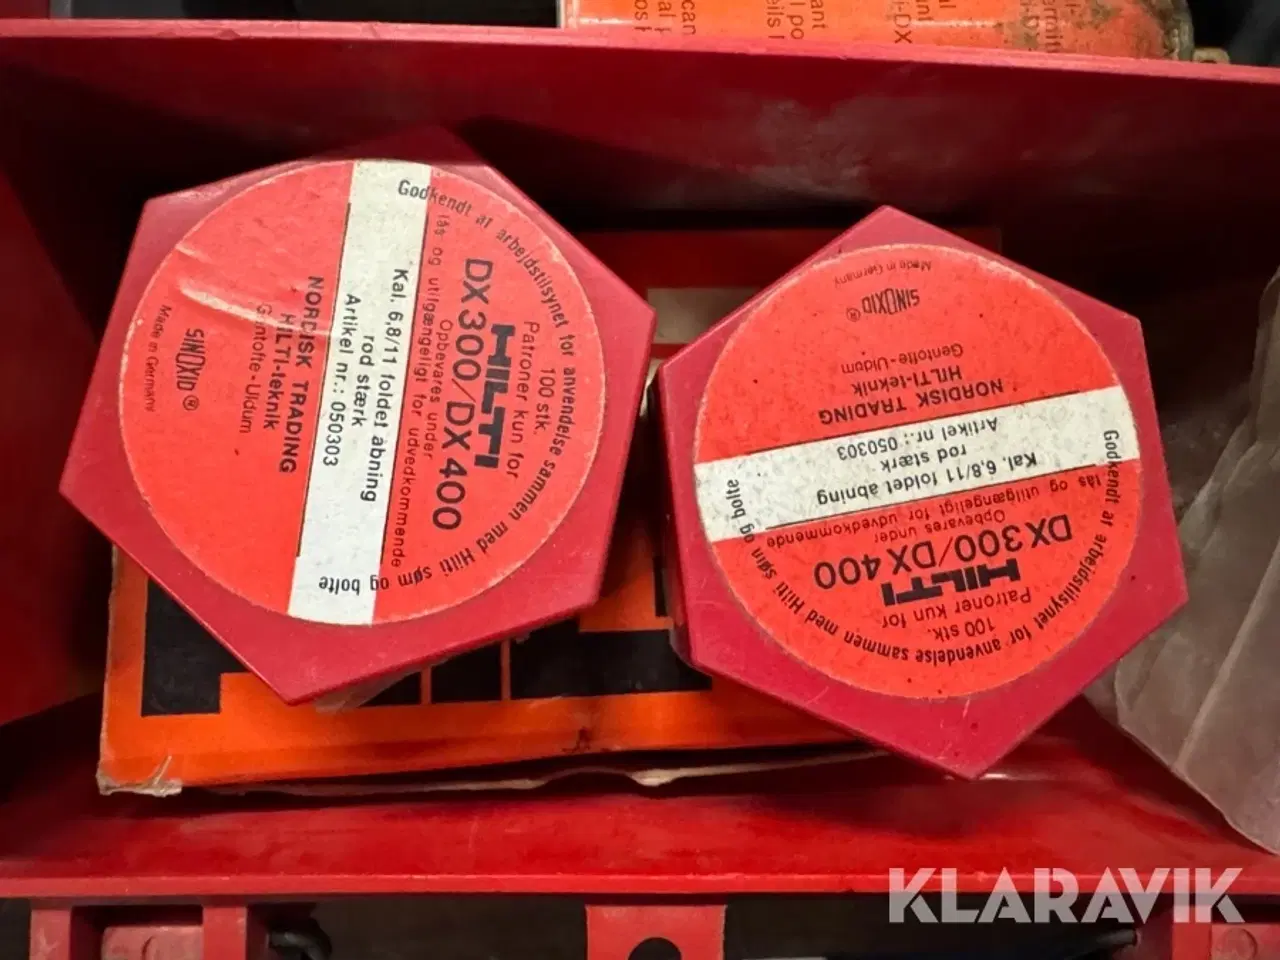 Godkendt af arbejdstilsynet for anvendelse sammen med Hilti søm og bolte
100 stk.
Patroner kun for
HILTI
DX 300/DX 400
Opbevares under
lås og utilgængeligt for udvedkommende
Kal. 6,8/11 foldet åbning
rød stærk
Artikel nr.: 050303
NORDISK TRADING
HILTI-teknik
Gentofte-Uldum
SINOXID ®
Made in Germany
Godkendt af arbejdstilsynet for anvendelse sammen med Hilti søm og bolte
100 stk.
Patroner kun for
HILTI
DX 300/DX 400
Opbevares under
lås og utilgængeligt for udvedkommende
Kal. 6,8/11 foldet åbning
rød stærk
Artikel nr.: 050303
NORDISK TRADING
HILTI-teknik
Gentofte-Uldum
SINOXID ®
Made in Germany
KLARAVIK